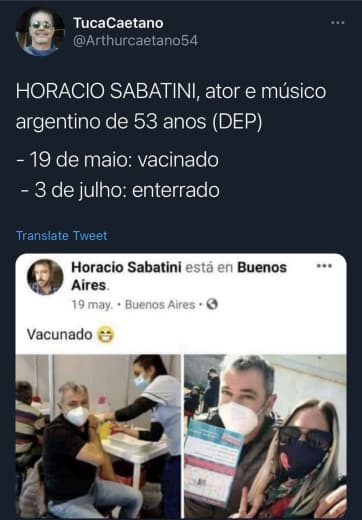 TucaCaetano
@Arthurcaetano54
HORACIO SABATINI, ator e músico
argentino de 53 anos (DEP)
- 19 de maio: vacinado
- 3 de julho: enterrado
Translate Tweet
Horacio Sabatini está en Buenos
Aires.
19 may. • Buenos Aires •
Vacunado 😁